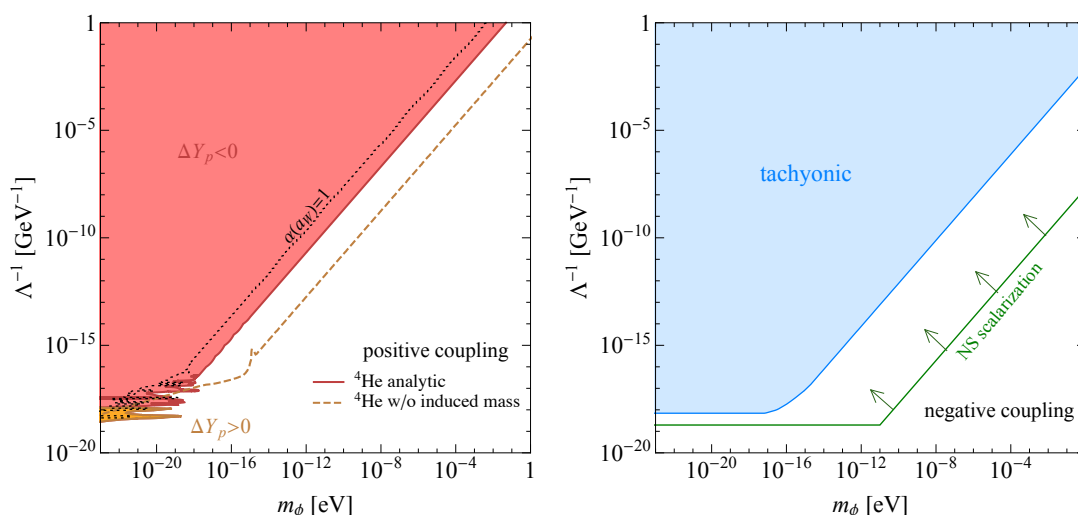 1
10⁻⁵
10⁻¹⁰
10⁻¹⁵
10⁻²⁰
Λ⁻¹ [GeV⁻¹]
ΔYₚ<0
α(a_W)=1
positive coupling
⁴He analytic
⁴He w/o induced mass
ΔYₚ>0
10⁻²⁰ 10⁻¹⁶ 10⁻¹² 10⁻⁸ 10⁻⁴ 1
m_ϕ [eV]
1
10⁻⁵
10⁻¹⁰
10⁻¹⁵
10⁻²⁰
Λ⁻¹ [GeV⁻¹]
tachyonic
NS scalarization
negative coupling
10⁻²⁰ 10⁻¹⁶ 10⁻¹² 10⁻⁸ 10⁻⁴
m_ϕ [eV]